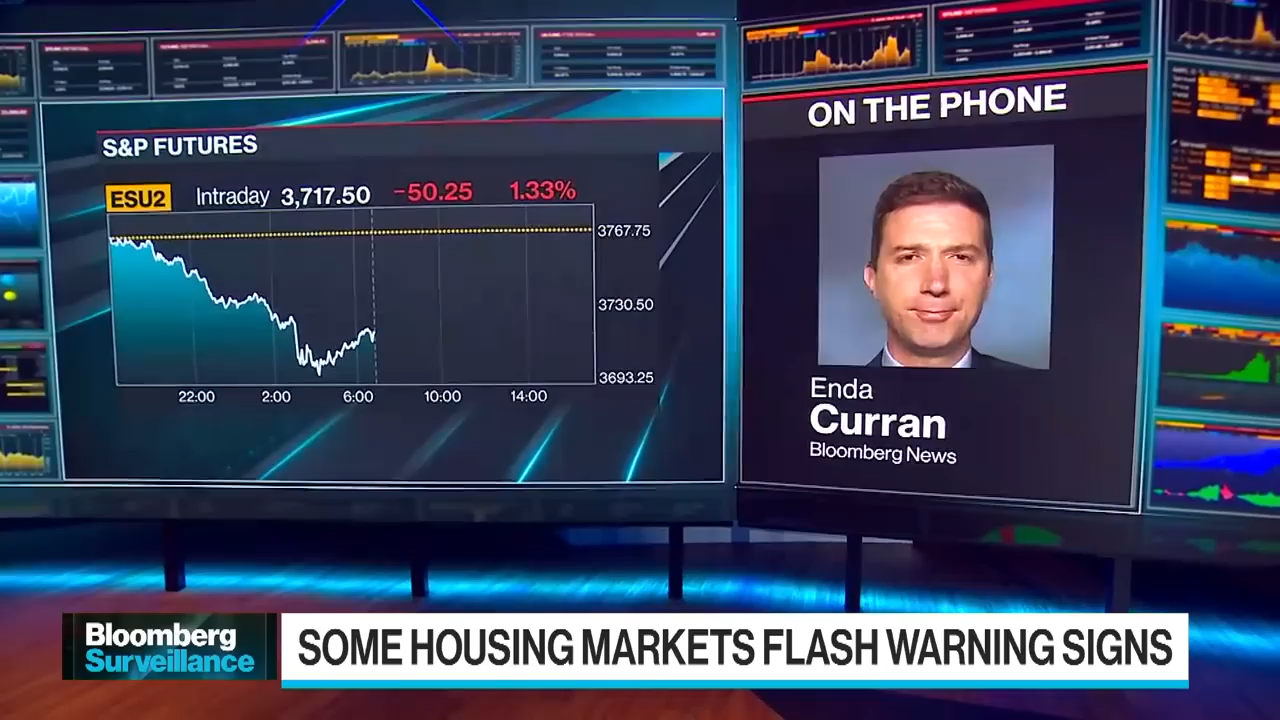 S&P FUTURES
ESU2 Intraday 3,717.50 -50.25 1.33%
3767.75
3730.50
3693.25
22:00 2:00 6:00 10:00 14:00
ON THE PHONE
Enda
Curran
Bloomberg News
Bloomberg
Surveillance
SOME HOUSING MARKETS FLASH WARNING SIGNS